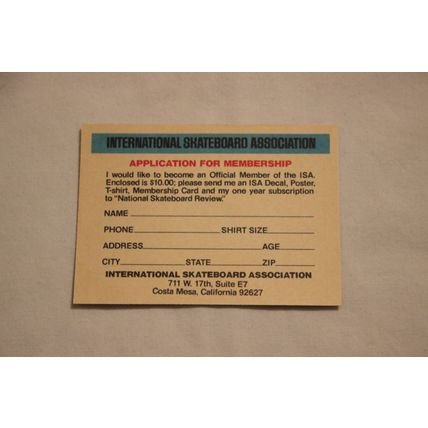 INTERNATIONAL SKATEBOARD ASSOCIATION
APPLICATION FOR MEMBERSHIP
I would like to become an Official Member of the ISA.
Enclosed is $10.00; please send me an ISA Decal, Poster,
T-shirt, Membership Card and my one year subscription
to "National Skateboard Review."
NAME
PHONE SHIRT SIZE
ADDRESS AGE
CITY STATE ZIP
INTERNATIONAL SKATEBOARD ASSOCIATION
711 W. 17th, Suite E7
Costa Mesa, California 92627